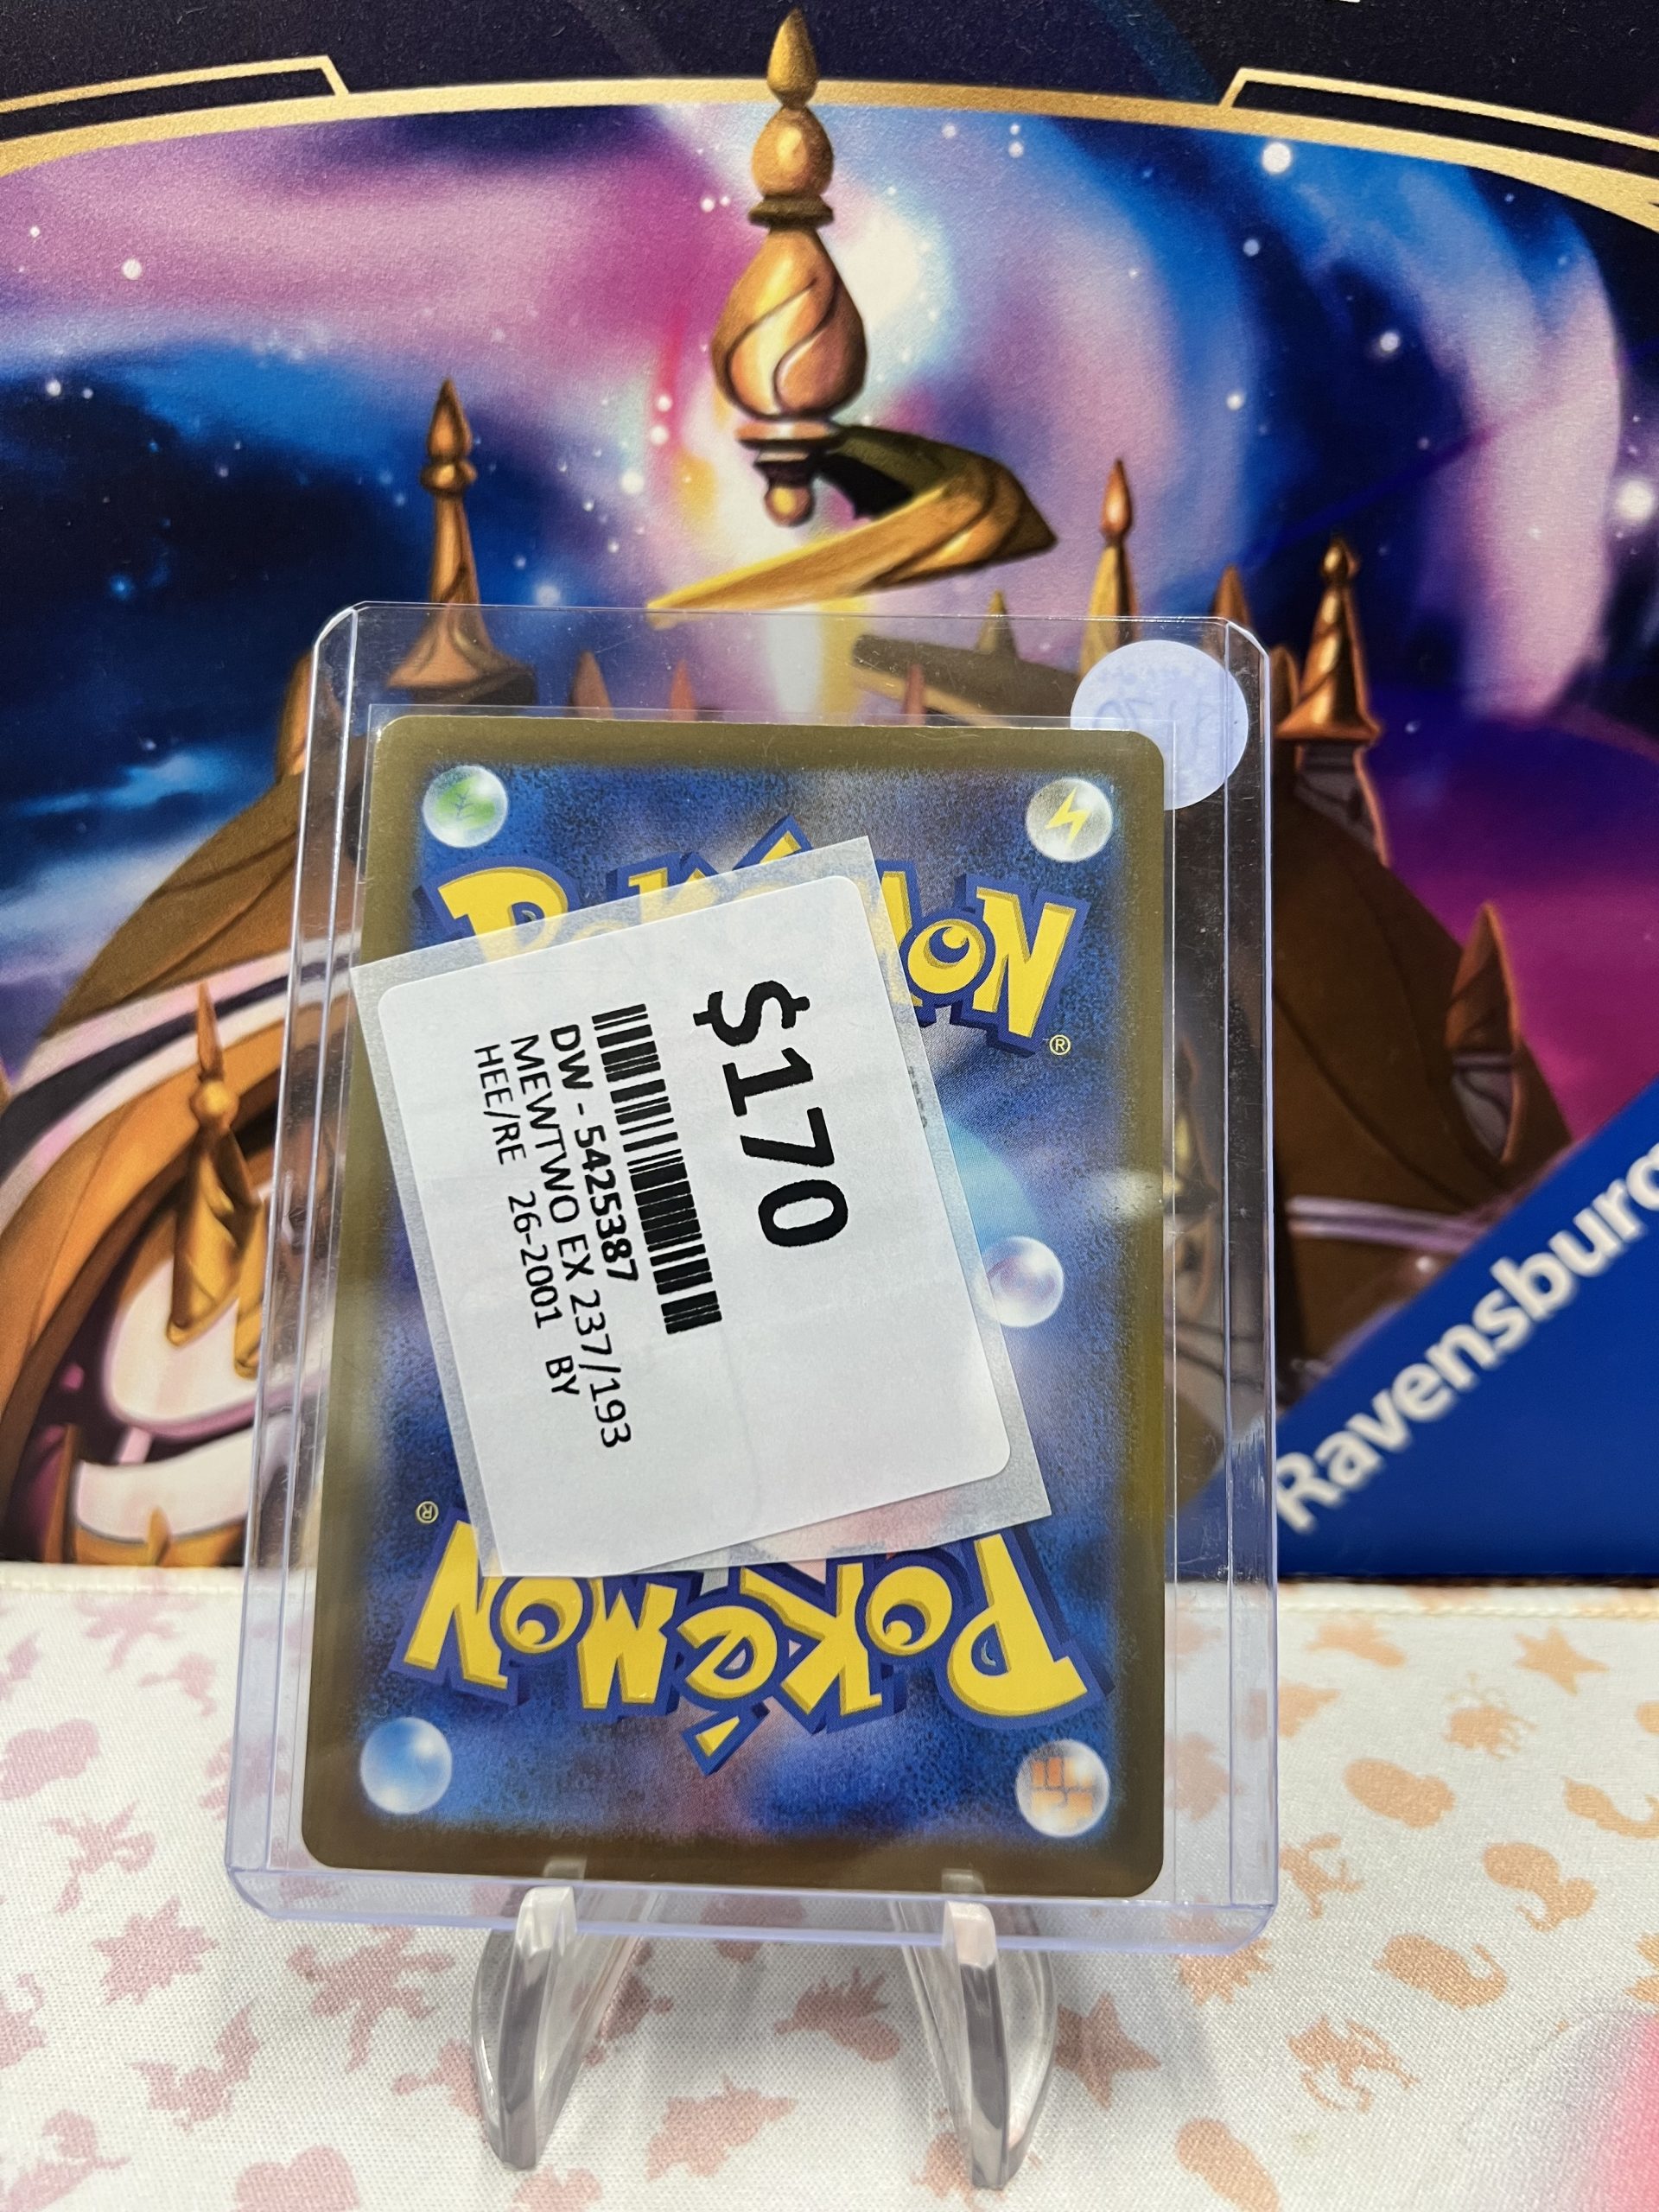 POKéMON
®
$170
DW - 5425387
MEWTWO EX 237/193
HEE/RE 26-2001 BY
POKéMON
®
Ravensburg